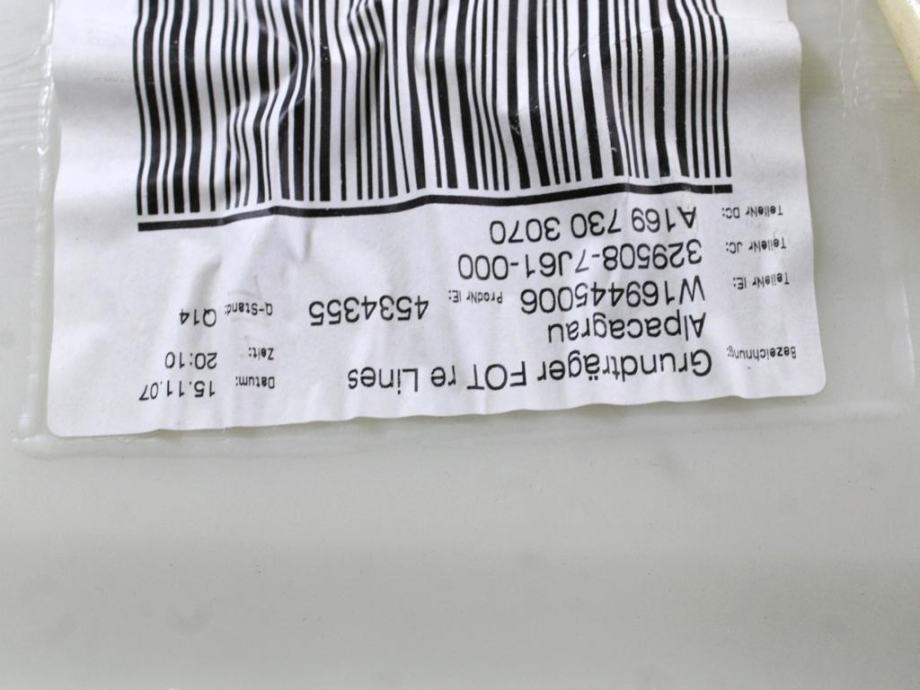 Bezeichnung: Grundträger FOT re Lines Datum: 15.11.07
Alpacagrau Zeit: 20:10
TeileNr IE: W169445006 ProdNr IE: 4534355 Q-Stand: Q14
TeileNr JC: 329508-7J61-000
TeileNr DC: A169 730 3070